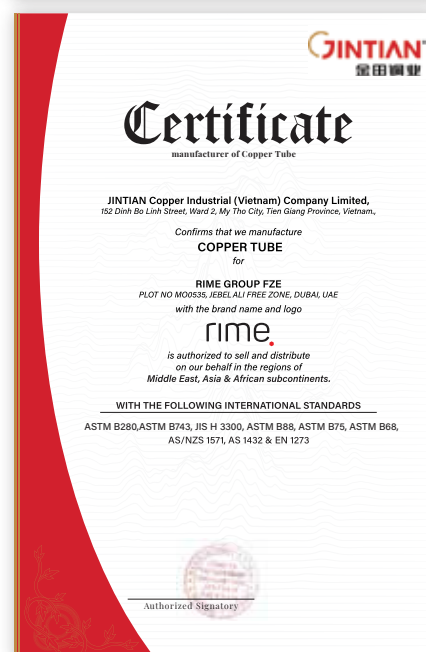 JINTIAN
金田铜业
Certificate
manufacturer of Copper Tube
JINTIAN Copper Industrial (Vietnam) Company Limited,
152 Dinh Bo Linh Street, Ward 2, My Tho City, Tien Giang Province, Vietnam.,
Confirms that we manufacture
COPPER TUBE
for
RIME GROUP FZE
PLOT NO MO0535, JEBEL ALI FREE ZONE, DUBAI, UAE
with the brand name and logo
rime.
is authorized to sell and distribute
on our behalf in the regions of
Middle East, Asia & African subcontinents.
WITH THE FOLLOWING INTERNATIONAL STANDARDS
ASTM B280,ASTM B743, JIS H 3300, ASTM B88, ASTM B75, ASTM B68,
AS/NZS 1571, AS 1432 & EN 1273
Authorized Signatory